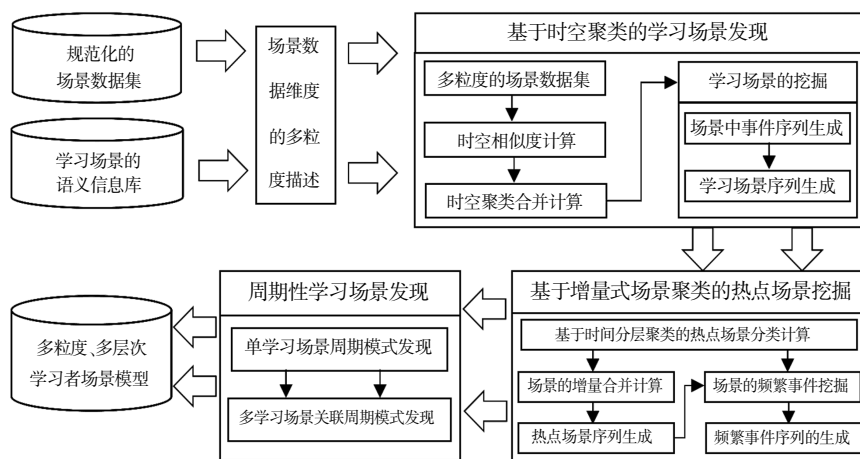 规范化的
场景数据集
学习场景的
语义信息库
场景数
据维度
的多粒
度描述
基于时空聚类的学习场景发现
多粒度的场景数据集
时空相似度计算
时空聚类合并计算
学习场景的挖掘
场景中事件序列生成
学习场景序列生成
基于增量式场景聚类的热点场景挖掘
基于时间分层聚类的热点场景分类计算
场景的增量合并计算
热点场景序列生成
场景的频繁事件挖掘
频繁事件序列的生成
周期性学习场景发现
单学习场景周期模式发现
多学习场景关联周期模式发现
多粒度、多层次
学习者场景模型